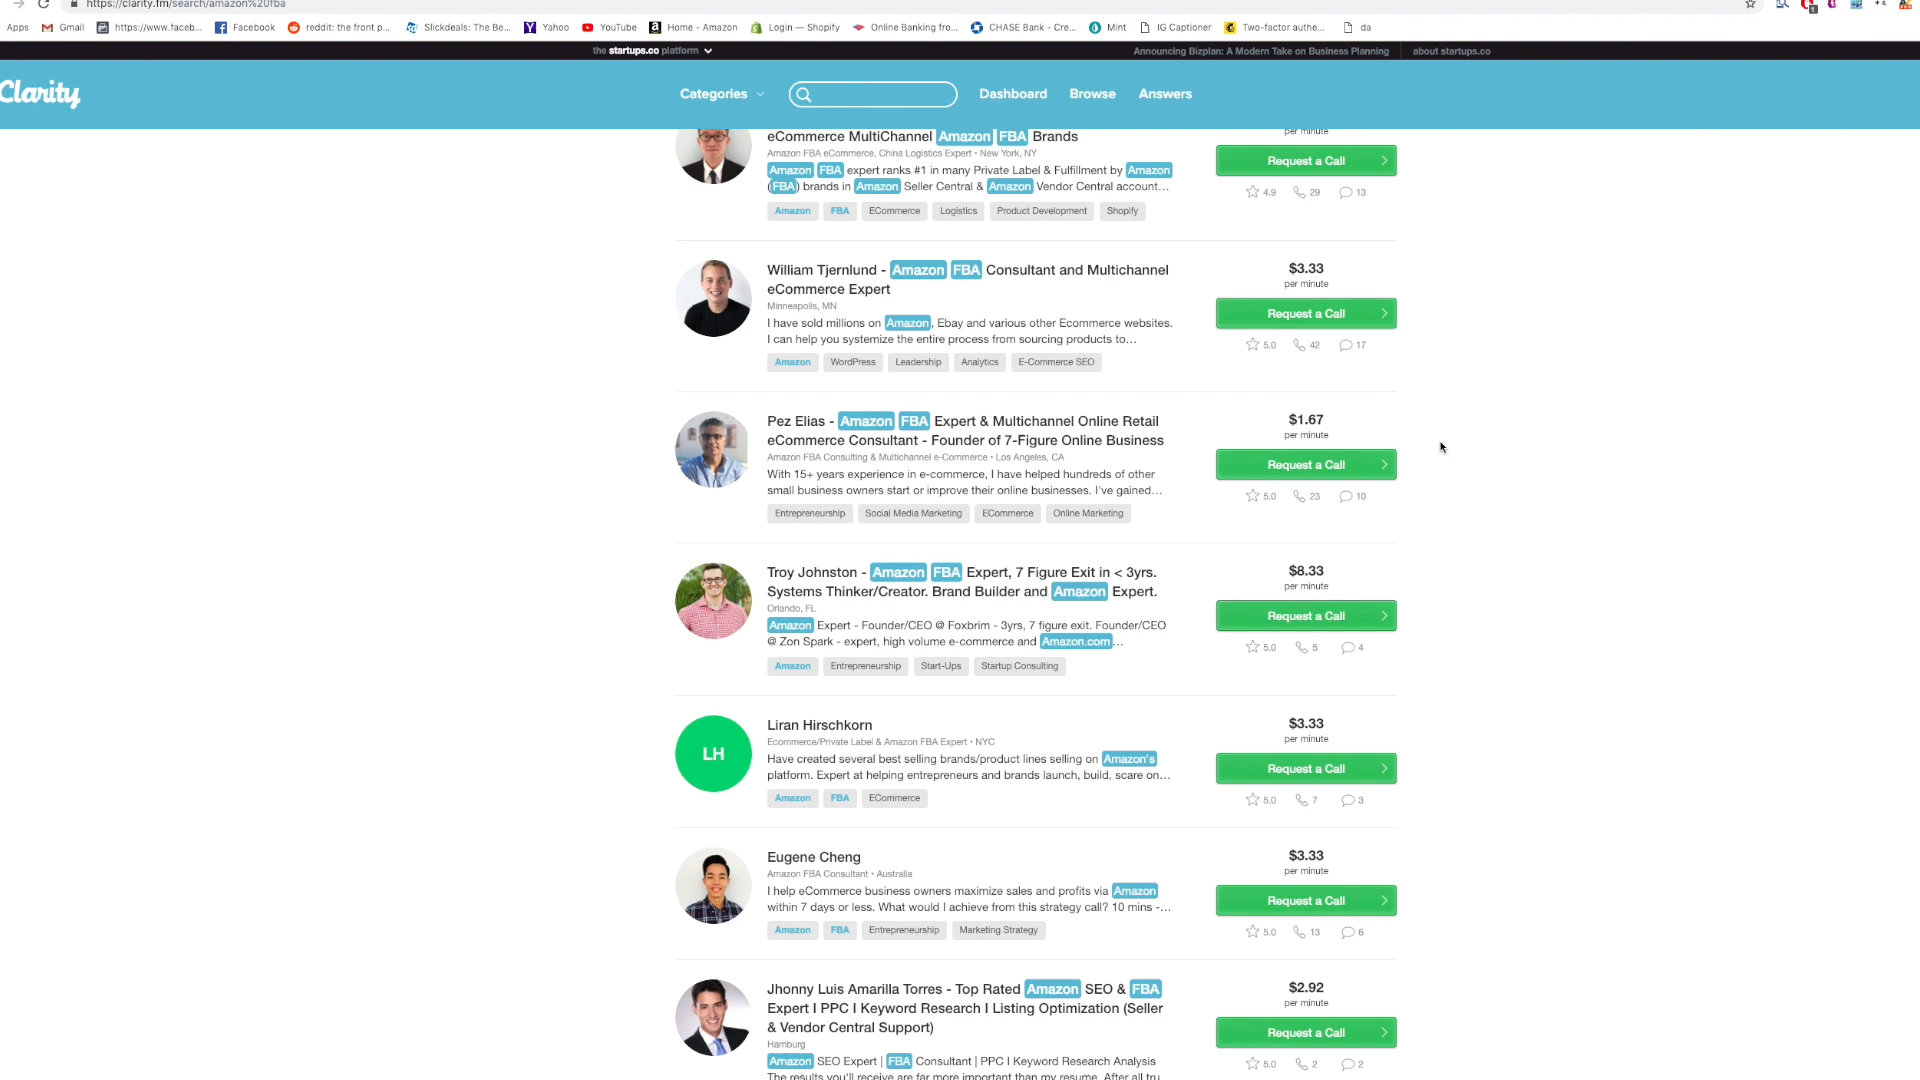 https://clarity.fm/search/amazon%20fba
Apps Gmail https://www.faceb... Facebook reddit: the front p... Slickdeals: The Be... Yahoo YouTube Home - Amazon Login — Shopify Online Banking fro... CHASE Bank - Cre... Mint IG Captioner Two-factor authe... da
the startups.co platform
Announcing Bizplan: A Modern Take on Business Planning about startups.co
Clarity
Categories Dashboard Browse Answers
eCommerce MultiChannel Amazon FBA Brands
Amazon FBA eCommerce, China Logistics Expert • New York, NY
Amazon FBA expert ranks #1 in many Private Label & Fulfillment by Amazon
(FBA) brands in Amazon Seller Central & Amazon Vendor Central account...
Amazon FBA ECommerce Logistics Product Development Shopify
per minute
Request a Call
4.9 29 13
William Tjernlund - Amazon FBA Consultant and Multichannel
eCommerce Expert
Minneapolis, MN
I have sold millions on Amazon, Ebay and various other Ecommerce websites.
I can help you systemize the entire process from sourcing products to...
Amazon WordPress Leadership Analytics E-Commerce SEO
$3.33
per minute
Request a Call
5.0 42 17
Pez Elias - Amazon FBA Expert & Multichannel Online Retail
eCommerce Consultant - Founder of 7-Figure Online Business
Amazon FBA Consulting & Multichannel e-Commerce • Los Angeles, CA
With 15+ years experience in e-commerce, I have helped hundreds of other
small business owners start or improve their online businesses. I've gained...
Entrepreneurship Social Media Marketing ECommerce Online Marketing
$1.67
per minute
Request a Call
5.0 23 10
Troy Johnston - Amazon FBA Expert, 7 Figure Exit in < 3yrs.
Systems Thinker/Creator. Brand Builder and Amazon Expert.
Orlando, FL
Amazon Expert - Founder/CEO @ Foxbrim - 3yrs, 7 figure exit. Founder/CEO
@ Zon Spark - expert, high volume e-commerce and Amazon.com...
Amazon Entrepreneurship Start-Ups Startup Consulting
$8.33
per minute
Request a Call
5.0 5 4
LH
Liran Hirschkorn
Ecommerce/Private Label & Amazon FBA Expert • NYC
Have created several best selling brands/product lines selling on Amazon's
platform. Expert at helping entrepreneurs and brands launch, build, scare on...
Amazon FBA ECommerce
$3.33
per minute
Request a Call
5.0 7 3
Eugene Cheng
Amazon FBA Consultant • Australia
I help eCommerce business owners maximize sales and profits via Amazon
within 7 days or less. What would I achieve from this strategy call? 10 mins -...
Amazon FBA Entrepreneurship Marketing Strategy
$3.33
per minute
Request a Call
5.0 13 6
Jhonny Luis Amarilla Torres - Top Rated Amazon SEO & FBA
Expert I PPC I Keyword Research I Listing Optimization (Seller
& Vendor Central Support)
Hamburg
Amazon SEO Expert | FBA Consultant | PPC I Keyword Research Analysis
The results you'll receive are far more important than my resume. After all tru
$2.92
per minute
Request a Call
5.0 2 2